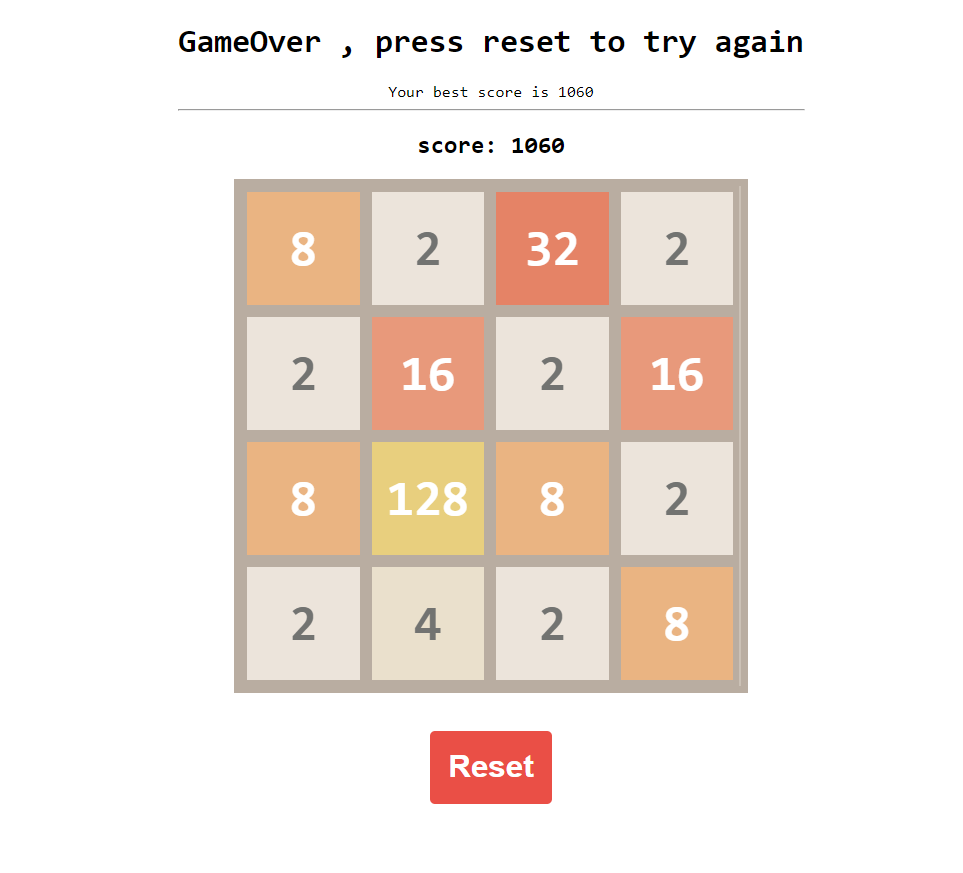 GameOver , press reset to try again
Your best score is 1060
score: 1060
8 2 32 2
2 16 2 16
8 128 8 2
2 4 2 8
Reset